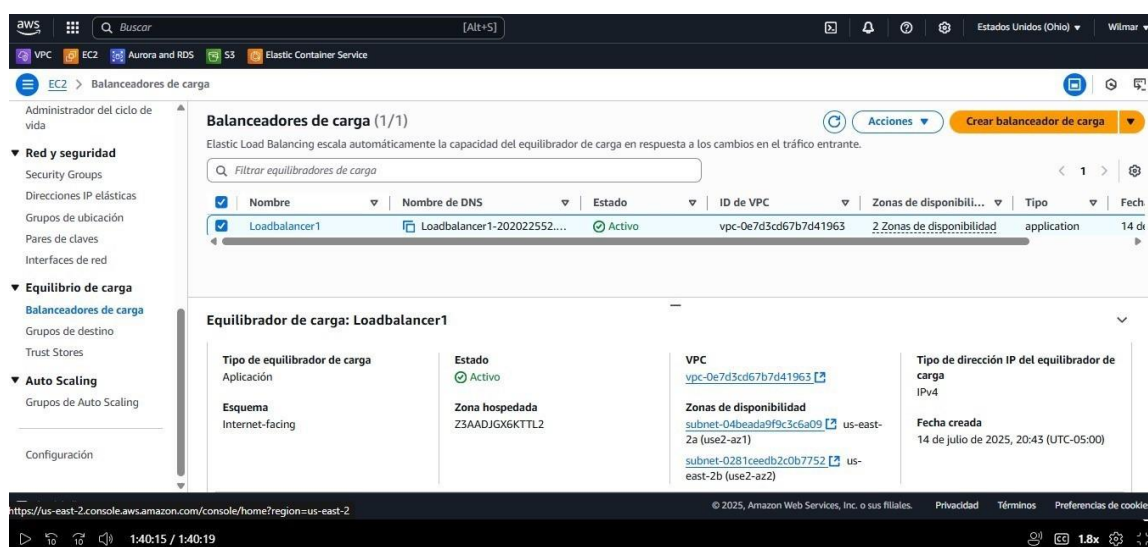 aws
Buscar
[Alt+S]
Estados Unidos (Ohio)
Wilmar
VPC
EC2
Aurora and RDS
S3
Elastic Container Service
EC2 > Balanceadores de carga
Administrador del ciclo de
vida
Red y seguridad
Security Groups
Direcciones IP elásticas
Grupos de ubicación
Pares de claves
Interfaces de red
Equilibrio de carga
Balanceadores de carga
Grupos de destino
Trust Stores
Auto Scaling
Grupos de Auto Scaling
Configuración
Balanceadores de carga (1/1)
Acciones
Crear balanceador de carga
Elastic Load Balancing escala automáticamente la capacidad del equilibrador de carga en respuesta a los cambios en el tráfico entrante.
Filtrar equilibradores de carga
1
Nombre
Nombre de DNS
Estado
ID de VPC
Zonas de disponibili...
Tipo
Fech
Loadbalancer1
Loadbalancer1-202022552....
Activo
vpc-0e7d3cd67b7d41963
2 Zonas de disponibilidad
application
14 de
Equilibrador de carga: Loadbalancer1
Tipo de equilibrador de carga
Aplicación
Esquema
Internet-facing
Estado
Activo
Zona hospedada
Z3AADJGX6KTTL2
VPC
vpc-0e7d3cd67b7d41963
Zonas de disponibilidad
subnet-04beada9f9c3c6a09 us-east-
2a (use2-az1)
subnet-0281ceedb2c0b7752 us-
east-2b (use2-az2)
Tipo de dirección IP del equilibrador de
carga
IPv4
Fecha creada
14 de julio de 2025, 20:43 (UTC-05:00)
https://us-east-2.console.aws.amazon.com/console/home?region=us-east-2
© 2025, Amazon Web Services, Inc. o sus filiales.
Privacidad
Términos
Preferencias de cookie
10
10
1:40:15 / 1:40:19
CC
1.8x